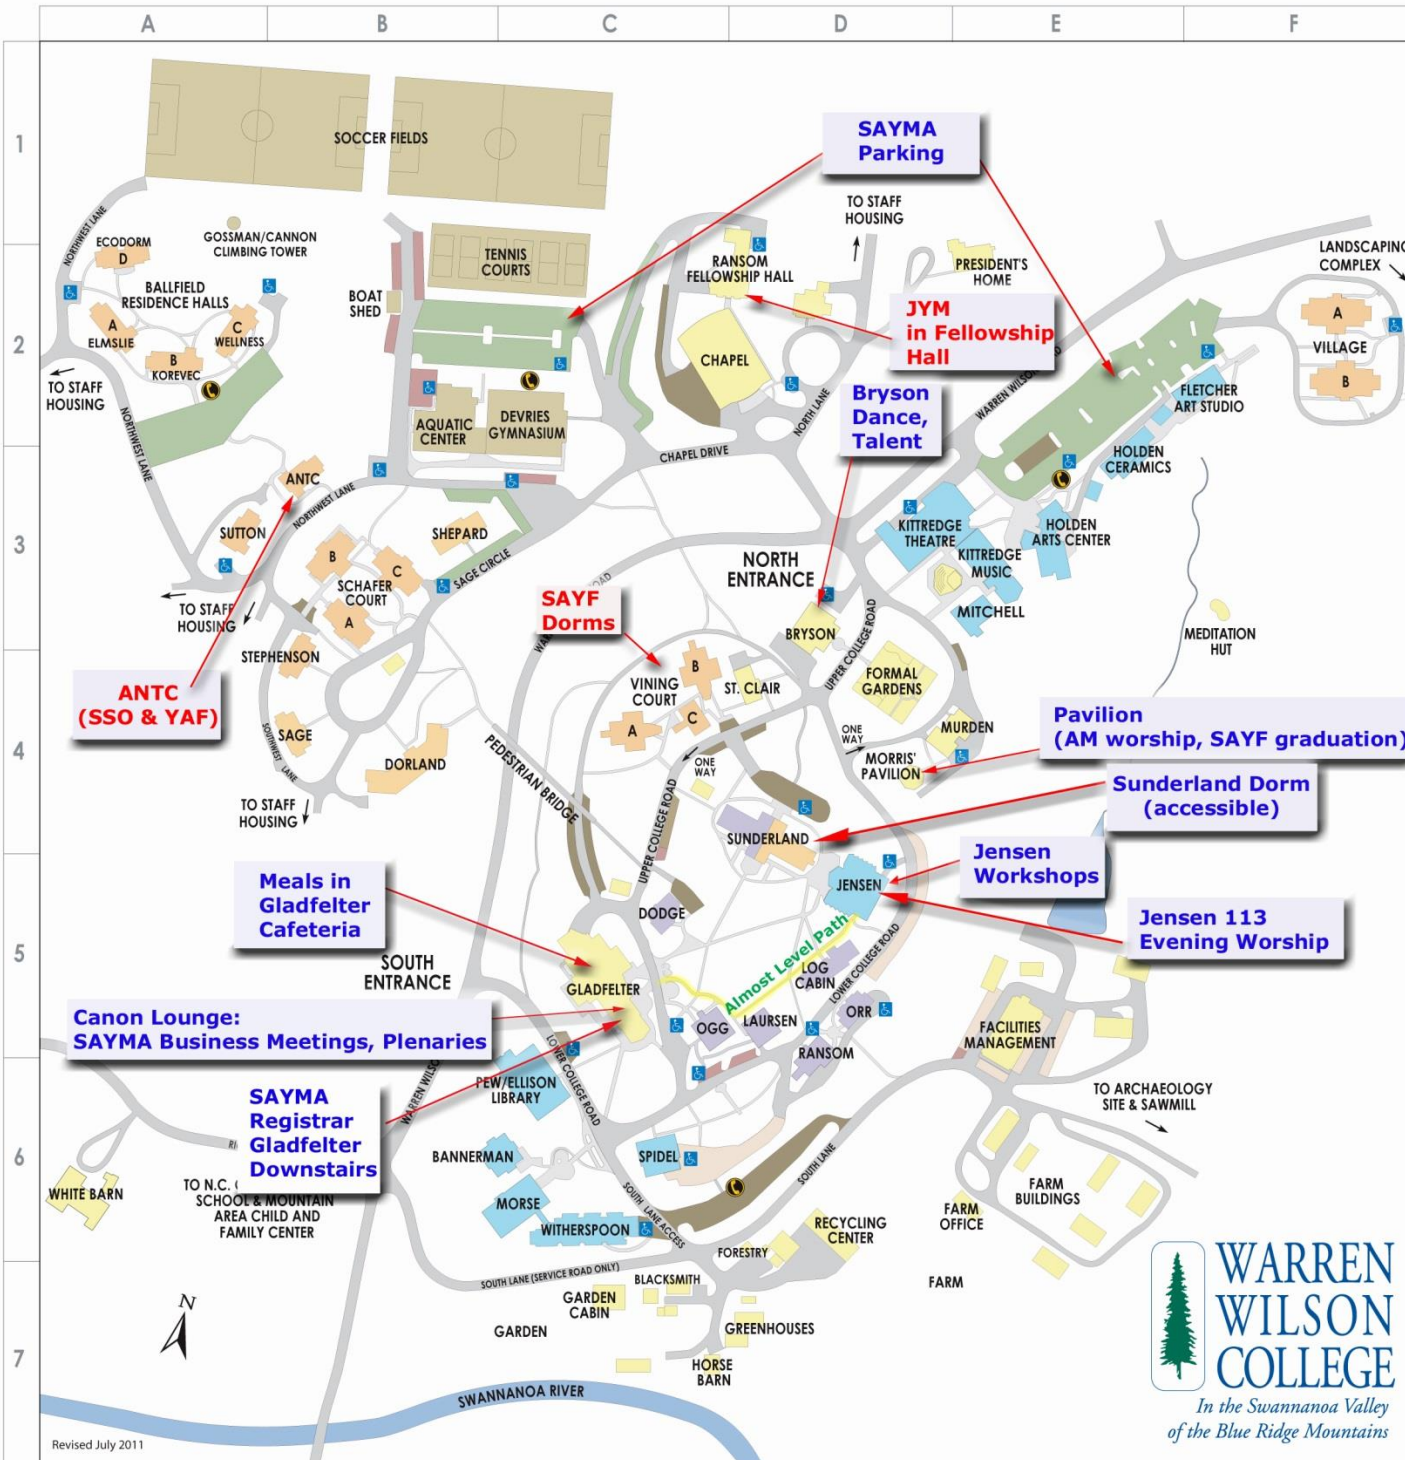 A B C D E F
1
2
3
4
5
6
7
SOCCER FIELDS
SAYMA
Parking
TO STAFF
HOUSING
NORTHWEST LANE
ECODORM
D
GOSSMAN/CANNON
CLIMBING TOWER
BALLFIELD
RESIDENCE HALLS
A
ELMSLIE
C
WELLNESS
B
KOREVEC
TO STAFF
HOUSING
NORTHWEST LANE
BOAT
SHED
TENNIS
COURTS
AQUATIC
CENTER
DEVRIES
GYMNASIUM
RANSOM
FELLOWSHIP HALL
CHAPEL
PRESIDENT'S
HOME
JYM
in Fellowship
Hall
LANDSCAPING
COMPLEX
A
VILLAGE
B
Bryson
Dance,
Talent
NORTH LANE
CHAPEL DRIVE
FLETCHER
ART STUDIO
HOLDEN
CERAMICS
ANTC
NORTHWEST LANE
SUTTON
SHEPARD
B
C
SCHAFER
COURT
A
SAGE CIRCLE
TO STAFF
HOUSING
STEPHENSON
NORTH
ENTRANCE
KITTREDGE
THEATRE
KITTREDGE
MUSIC
HOLDEN
ARTS CENTER
MITCHELL
MEDITATION
HUT
SAYF
Dorms
BRYSON
UPPER COLLEGE ROAD
FORMAL
GARDENS
ANTC
(SSO & YAF)
VINING
COURT
B
A
C
ST. CLAIR
SAGE
SOUTHWEST LANE
DORLAND
TO STAFF
HOUSING
PEDESTRIAN BRIDGE
ONE
WAY
ONE
WAY
MURDEN
MORRIS'
PAVILION
Pavilion
(AM worship, SAYF graduation)
Sunderland Dorm
(accessible)
SUNDERLAND
UPPER COLLEGE ROAD
Jensen
Workshops
JENSEN
Jensen 113
Evening Worship
Meals in
Gladfelter
Cafeteria
DODGE
SOUTH
ENTRANCE
GLADFELTER
Almost Level Path
LOG
CABIN
LOWER COLLEGE ROAD
OGG
LAURSEN
ORR
RANSOM
FACILITIES
MANAGEMENT
Canon Lounge:
SAYMA Business Meetings, Plenaries
LOWER COLLEGE ROAD
PEW/ELLISON
LIBRARY
SAYMA
Registrar
Gladfelter
Downstairs
TO ARCHAEOLOGY
SITE & SAWMILL
WHITE BARN
TO N.C.
SCHOOL & MOUNTAIN
AREA CHILD AND
FAMILY CENTER
BANNERMAN
MORSE
WITHERSPOON
SPIDEL
SOUTH LANE ACCESS
SOUTH LANE
FARM
BUILDINGS
FARM
OFFICE
RECYCLING
CENTER
FORESTRY
SOUTH LANE (SERVICE ROAD ONLY)
BLACKSMITH
GARDEN
CABIN
GARDEN
GREENHOUSES
HORSE
BARN
FARM
N
SWANNANOA RIVER
WARREN
WILSON
COLLEGE
In the Swannanoa Valley
of the Blue Ridge Mountains
Revised July 2011